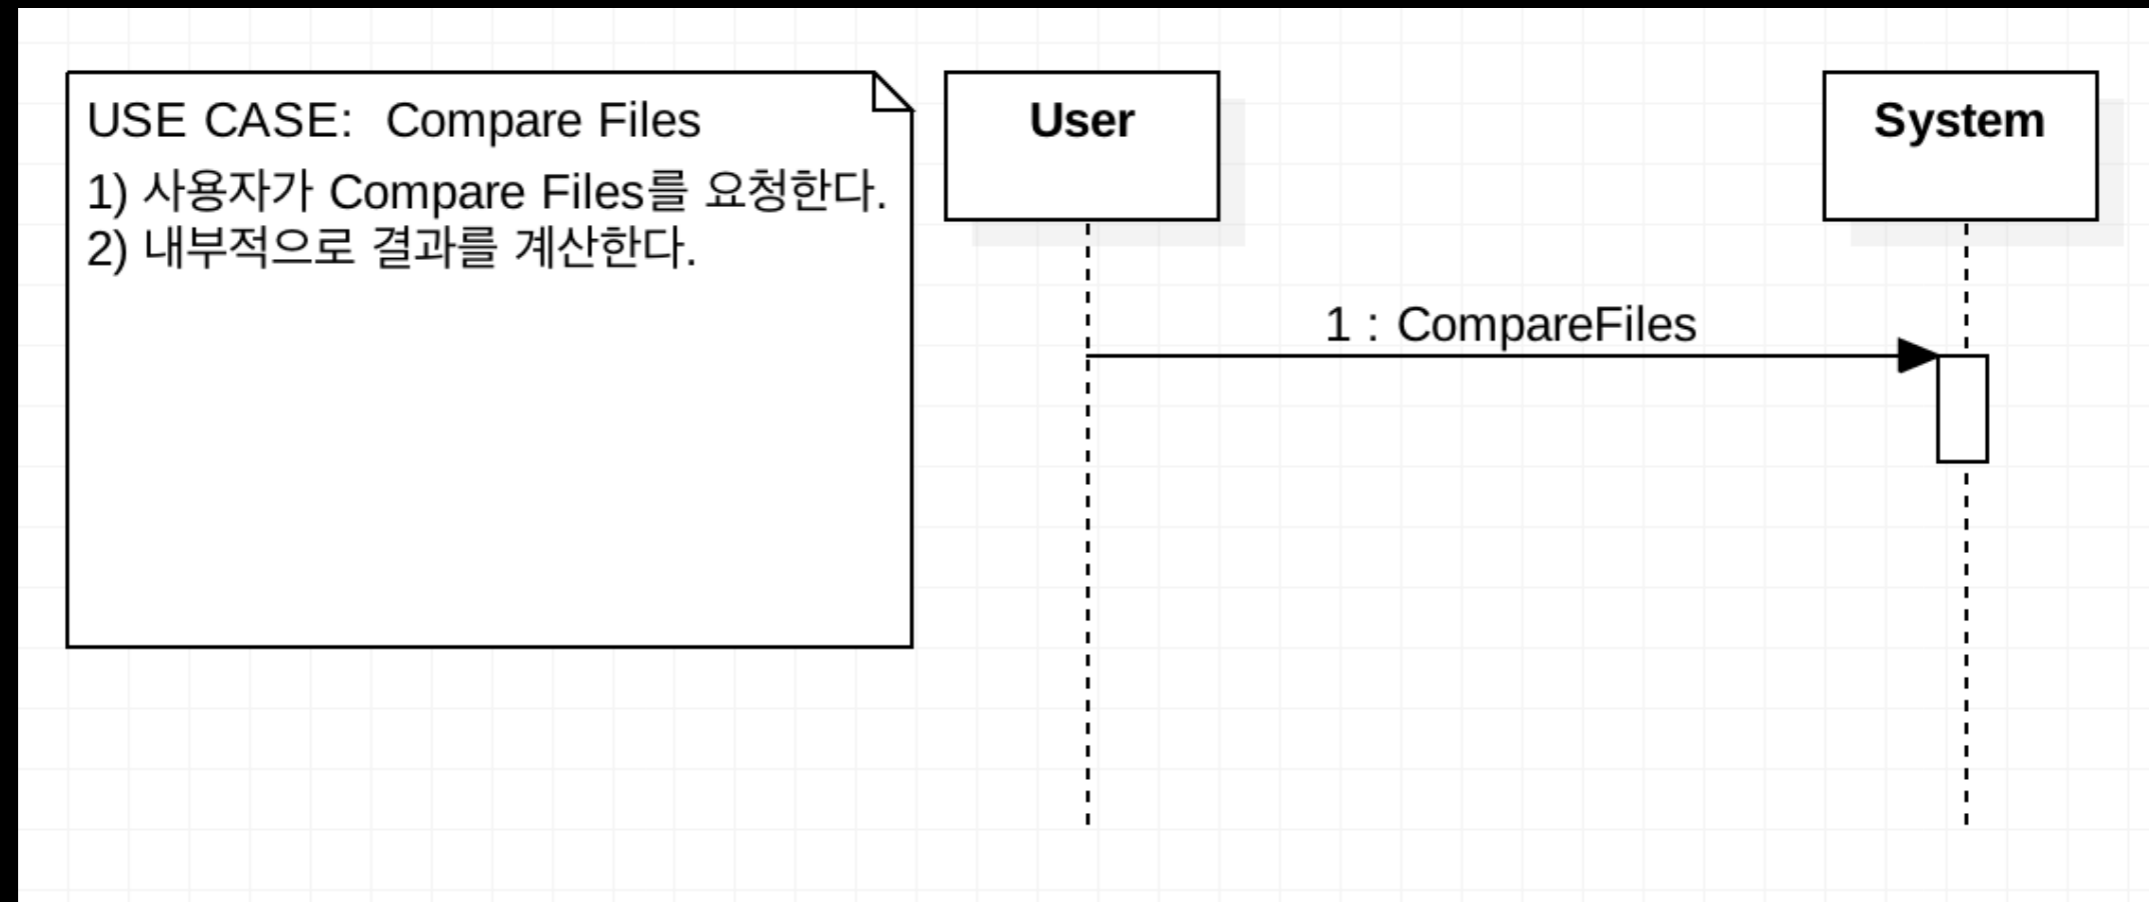 USE CASE:  Compare Files
1) 사용자가 Compare Files를 요청한다.
2) 내부적으로 결과를 계산한다.
User
System
1 : CompareFiles